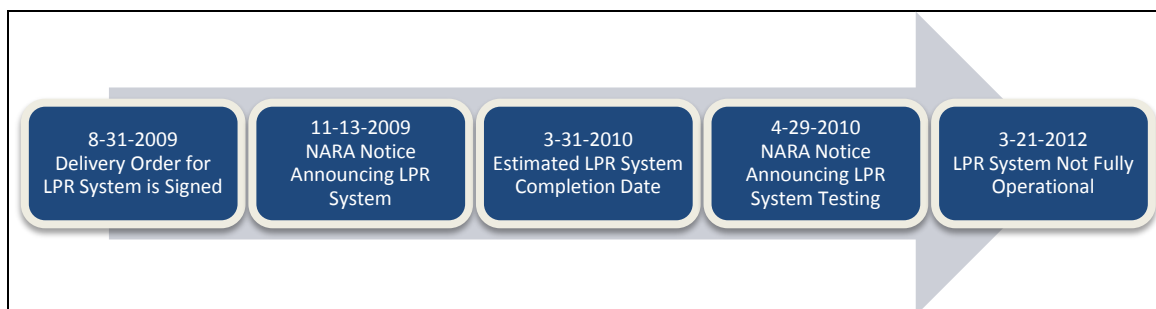 8-31-2009
Delivery Order for
LPR System is Signed
11-13-2009
NARA Notice
Announcing LPR
System
3-31-2010
Estimated LPR System
Completion Date
4-29-2010
NARA Notice
Announcing LPR
System Testing
3-21-2012
LPR System Not Fully
Operational